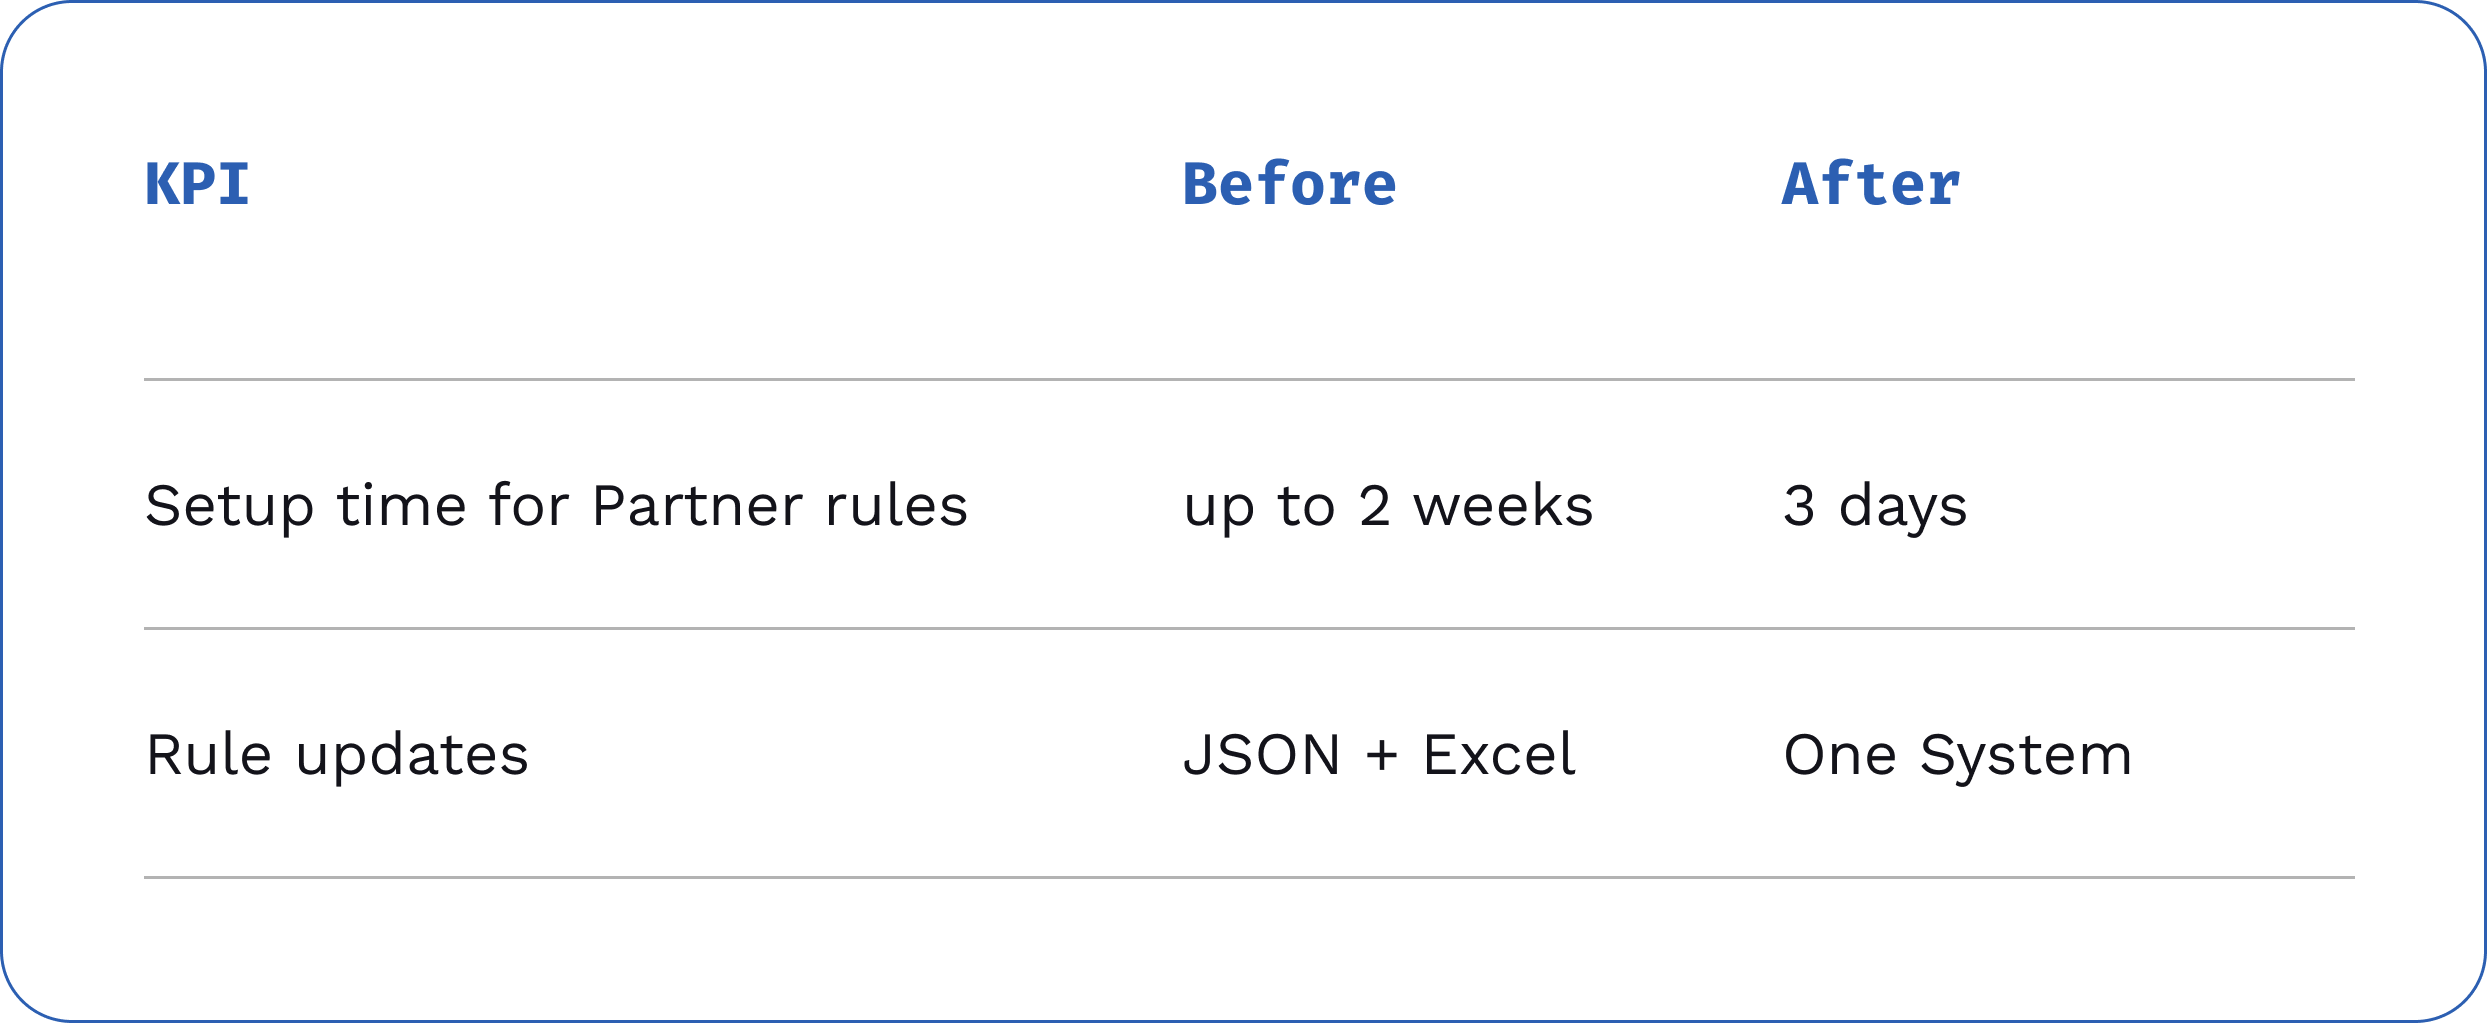 KPI Before After
Setup time for Partner rules up to 2 weeks 3 days
Rule updates JSON + Excel One System